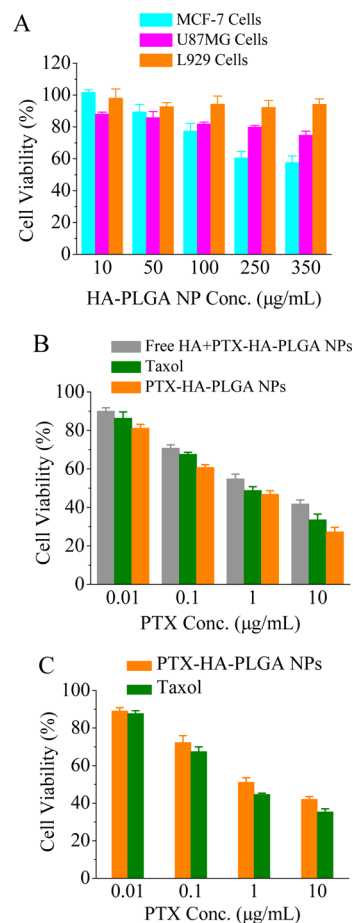 A
MCF-7 Cells
U87MG Cells
L929 Cells
Cell Viability (%)
120
100
80
60
40
20
0
10 50 100 250 350
HA-PLGA NP Conc. (μg/mL)
B
Free HA+PTX-HA-PLGA NPs
Taxol
PTX-HA-PLGA NPs
Cell Viability (%)
100
80
60
40
20
0
0.01 0.1 1 10
PTX Conc. (μg/mL)
C
PTX-HA-PLGA NPs
Taxol
Cell Viability (%)
100
80
60
40
20
0
0.01 0.1 1 10
PTX Conc. (μg/mL)